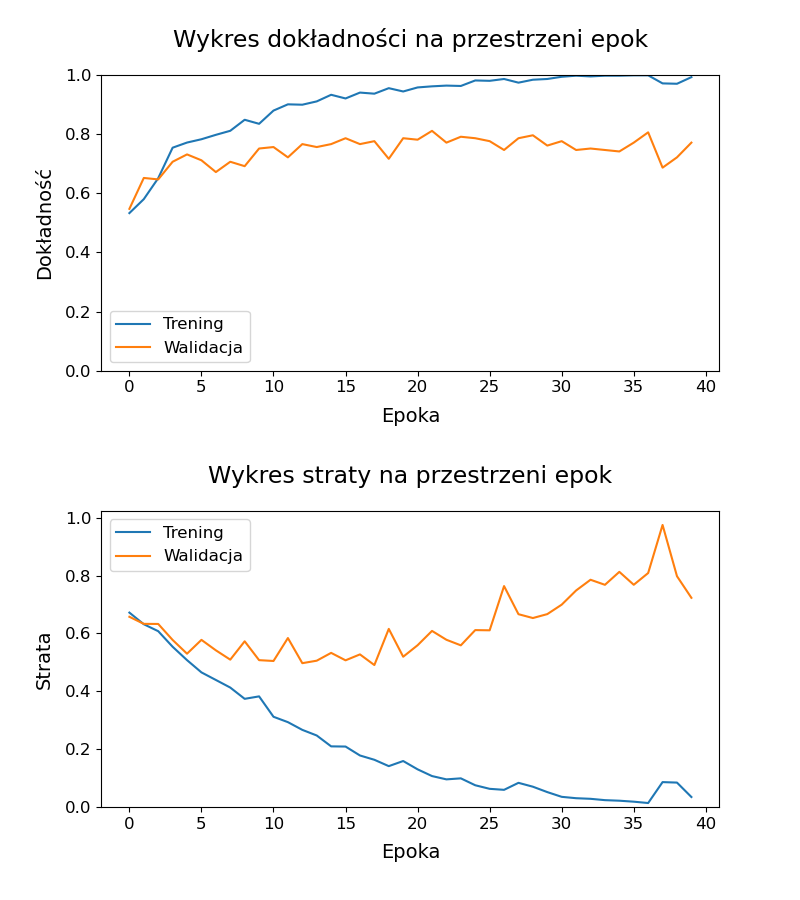 Wykres dokładności na przestrzeni epok
1.0
0.8
0.6
0.4
0.2
0.0
Dokładność
Trening
Walidacja
0 5 10 15 20 25 30 35 40
Epoka
Wykres straty na przestrzeni epok
1.0
0.8
0.6
0.4
0.2
0.0
Strata
Trening
Walidacja
0 5 10 15 20 25 30 35 40
Epoka